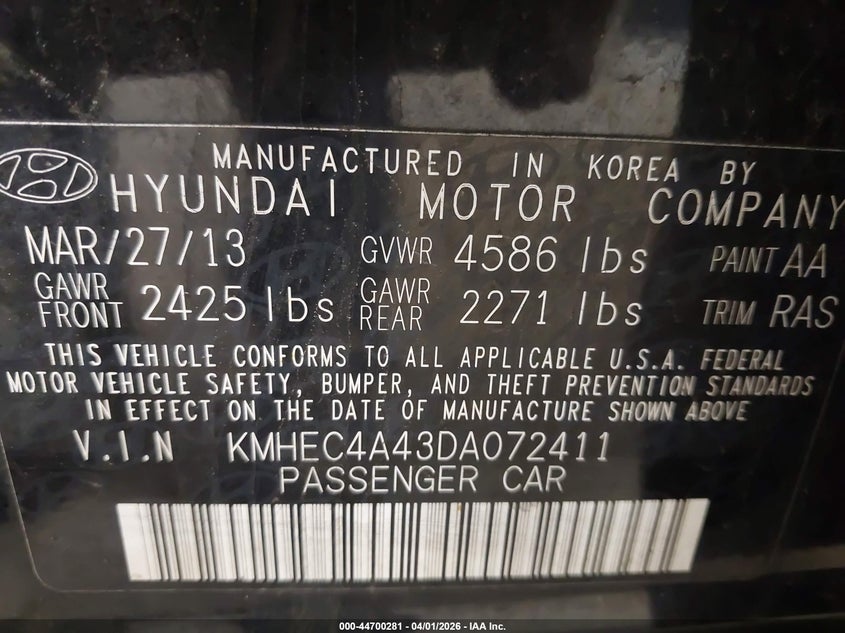 MANUFACTURED IN KOREA BY
HYUNDAI MOTOR COMPANY
MAR/27/13 GVWR 4586 lbs PAINT AA
GAWR FRONT 2425 lbs GAWR REAR 2271 lbs TRIM RAS
THIS VEHICLE CONFORMS TO ALL APPLICABLE U.S.A. FEDERAL
MOTOR VEHICLE SAFETY, BUMPER, AND THEFT PREVENTION STANDARDS
IN EFFECT ON THE DATE OF MANUFACTURE SHOWN ABOVE
V.I.N KMHEC4A43DA072411
PASSENGER CAR
000-44700281 - 04/01/2026 - IAA Inc.